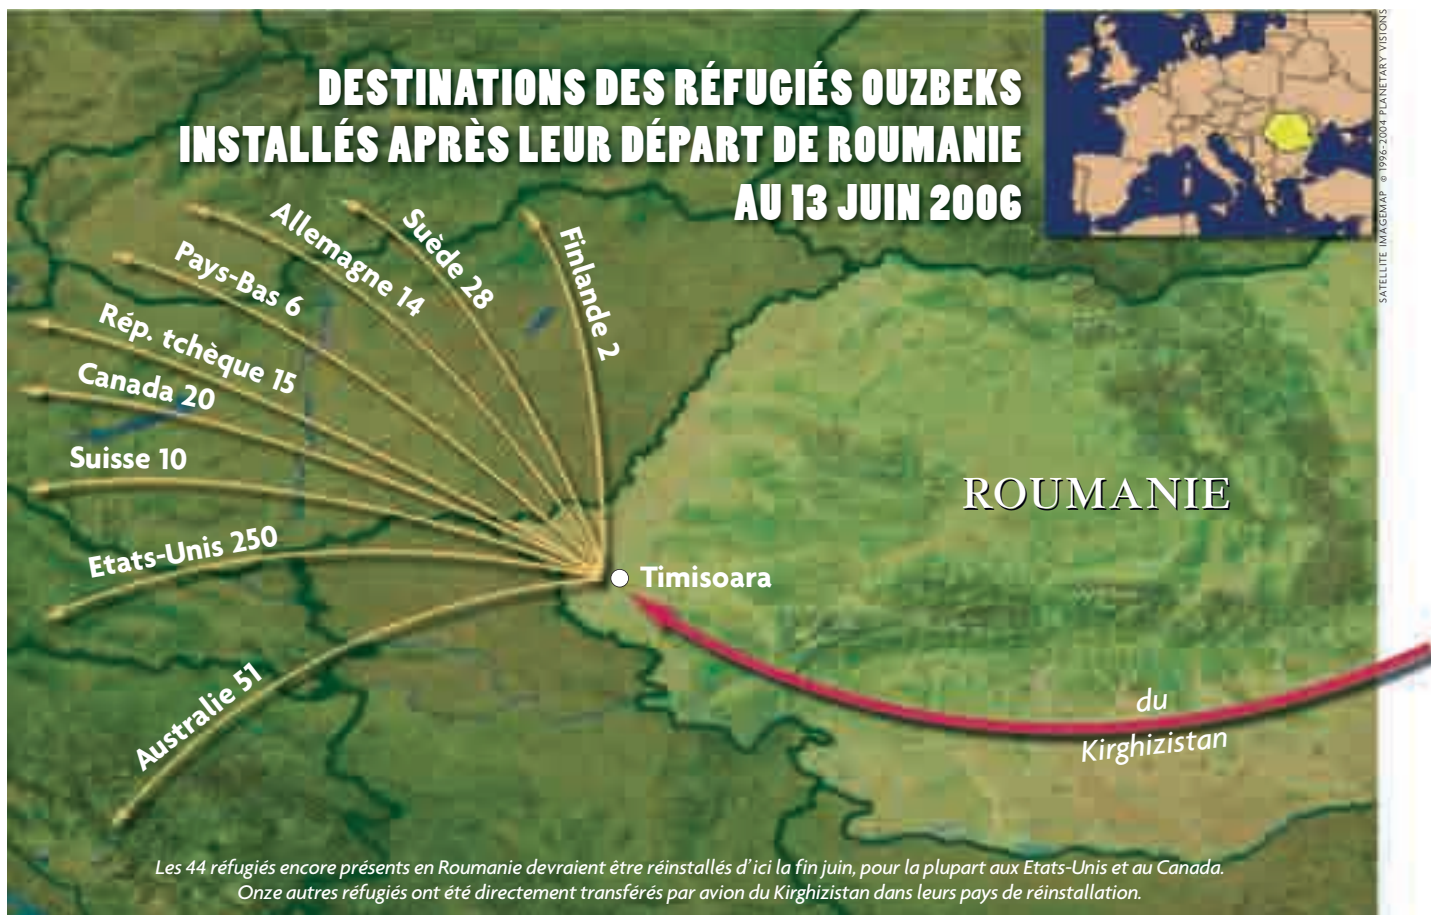 DESTINATIONS DES RÉFUGIÉS OUZBEKS
INSTALLÉS APRÈS LEUR DÉPART DE ROUMANIE
AU 13 JUIN 2006
SATELLITE IMAGEMAP © 1996-2004 PLANETARY VISIONS
Finlande 2
Suède 28
Allemagne 14
Pays-Bas 6
Rép. tchèque 15
Canada 20
Suisse 10
Etats-Unis 250
Australie 51
ROUMANIE
Timisoara
du
Kirghizistan
Les 44 réfugiés encore présents en Roumanie devraient être réinstallés d'ici la fin juin, pour la plupart aux Etats-Unis et au Canada.
Onze autres réfugiés ont été directement transférés par avion du Kirghizistan dans leurs pays de réinstallation.